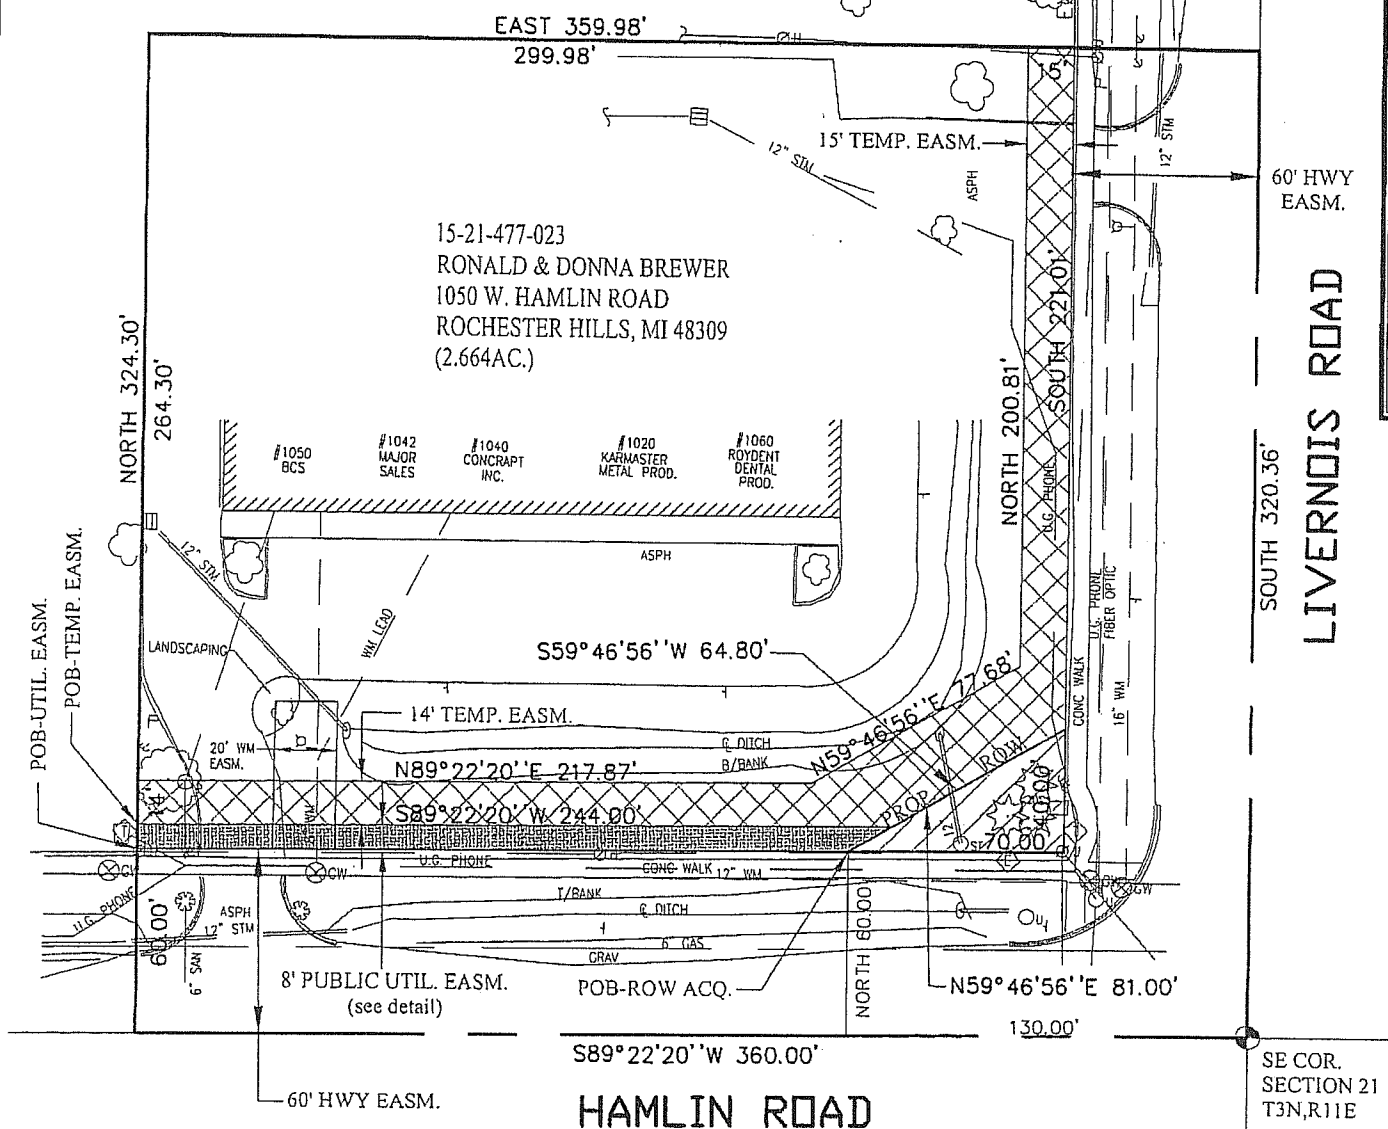 EAST 359.98'
299.98'
15'
15' TEMP. EASM.
12" STM
ASPH
12" STM
60' HWY
EASM.
15-21-477-023
RONALD & DONNA BREWER
1050 W. HAMLIN ROAD
ROCHESTER HILLS, MI 48309
(2.664AC.)
NORTH 324.30'
264.30'
SOUTH 221.01'
NORTH 200.81'
U.G. PHONE
LIVERNOIS ROAD
SOUTH 320.36'
#1050
BCS
#1042
MAJOR
SALES
#1040
CONCRAPT
INC.
#1020
KARMASTER
METAL PROD.
#1060
ROYDENT
DENTAL
PROD.
ASPH
12" STM
WM LEAD
LANDSCAPING
POB-UTIL. EASM.
POB-TEMP. EASM.
S59°46'56''W 64.80'
N59°46'56''E 77.68'
U.G. PHONE
FIBER OPTIC
CONC WALK
16" WM
14' TEMP. EASM.
20' WM
EASM.
℄ DITCH
B/BANK
N89°22'20''E 217.87'
S89°22'20''W 244.00'
14
WM
PROP. ROW
12"
40.00'
70.00'
U.G. PHONE
CONC WALK
12" WM
GW
GW
GW
U.G. PHONE
60.00'
ASPH
12" STM
6" SAN
T/BANK
℄ DITCH
6" GAS
GRAV
NORTH 60.00'
8' PUBLIC UTIL. EASM.
(see detail)
POB-ROW ACQ.
N59°46'56''E 81.00'
130.00'
S89°22'20''W 360.00'
60' HWY EASM.
HAMLIN ROAD
SE COR.
SECTION 21
T3N,R11E